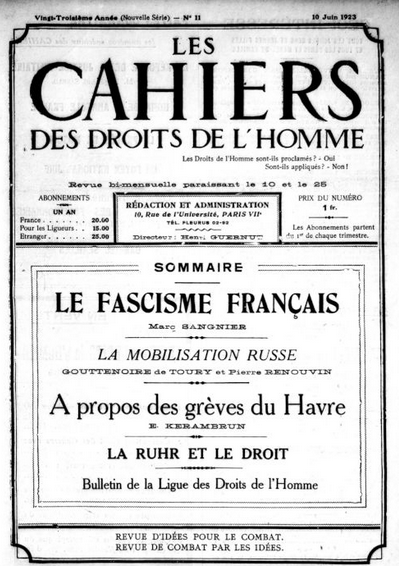 Vingt-Troisième Année (Nouvelle Série) — N° 11
10 Juin 1923
LES
CAHIERS
DES DROITS DE L'HOMME
Les Droits de l'Homme sont-ils proclamés? - Oui
Sont-ils appliqués? - Non!
Revue bi-mensuelle paraissant le 10 et le 25
ABONNEMENTS
UN AN
France . . . . . . . 20.00
Pour les Ligueurs . . 15.00
Etranger . . . . . . 25.00
RÉDACTION ET ADMINISTRATION
10, Rue de l'Université, PARIS VIIe
TÉL. FLEURUS 02-92
Directeur: Henri GUERNUT
PRIX DU NUMÉRO
1 fr.
Les Abonnements partent
du 1er de chaque trimestre.
SOMMAIRE
LE FASCISME FRANÇAIS
Marc SANGNIER
LA MOBILISATION RUSSE
GOUTTENOIRE de TOURY et Pierre RENOUVIN
A propos des grèves du Havre
E. KERAMBRUN
LA RUHR ET LE DROIT
Bulletin de la Ligue des Droits de l'Homme
REVUE D'IDÉES POUR LE COMBAT.
REVUE DE COMBAT PAR LES IDÉES.